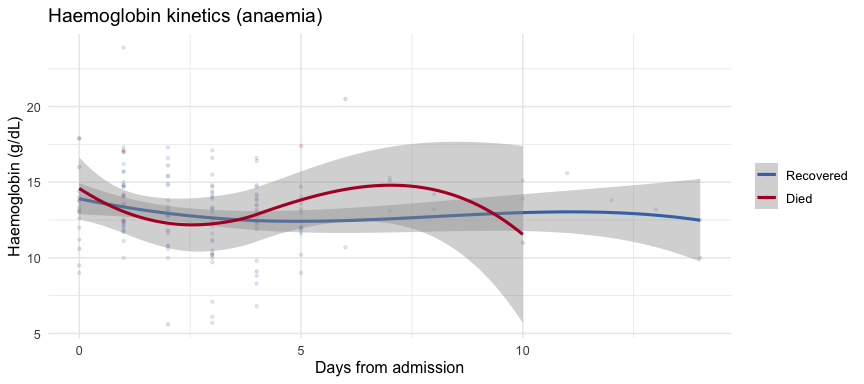 Haemoglobin kinetics (anaemia)
Haemoglobin (g/dL)
20
15
10
5
0
5
10
Days from admission
Recovered
Died